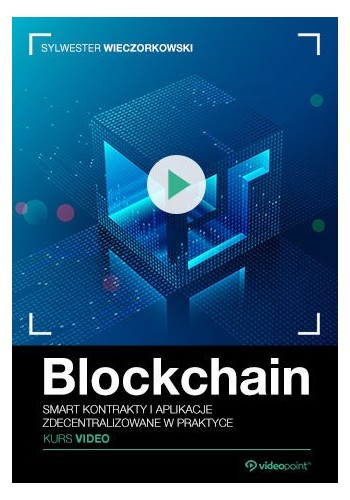 SYLWESTER WIECZORKOWSKI
Blockchain
SMART KONTRAKTY I APLIKACJE
ZDECENTRALIZOWANE W PRAKTYCE
KURS VIDEO
videopoint